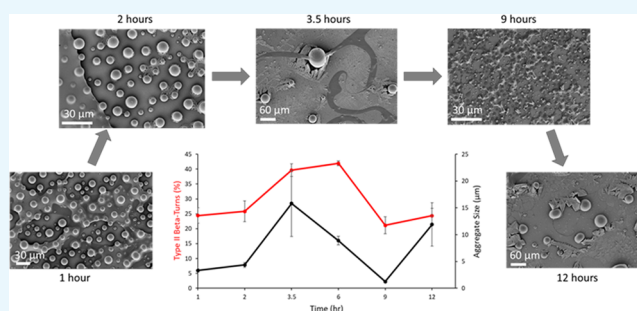 2 hours
3.5 hours
9 hours
30 µm
60 µm
30 µm
30 µm
1 hour
60 µm
12 hours
Type II Beta-Turns (%)
45
40
35
30
25
20
15
10
5
0
25
20
15
10
5
0
Aggregate Size (µm)
1 2 3.5 6 9 12
Time (hr)